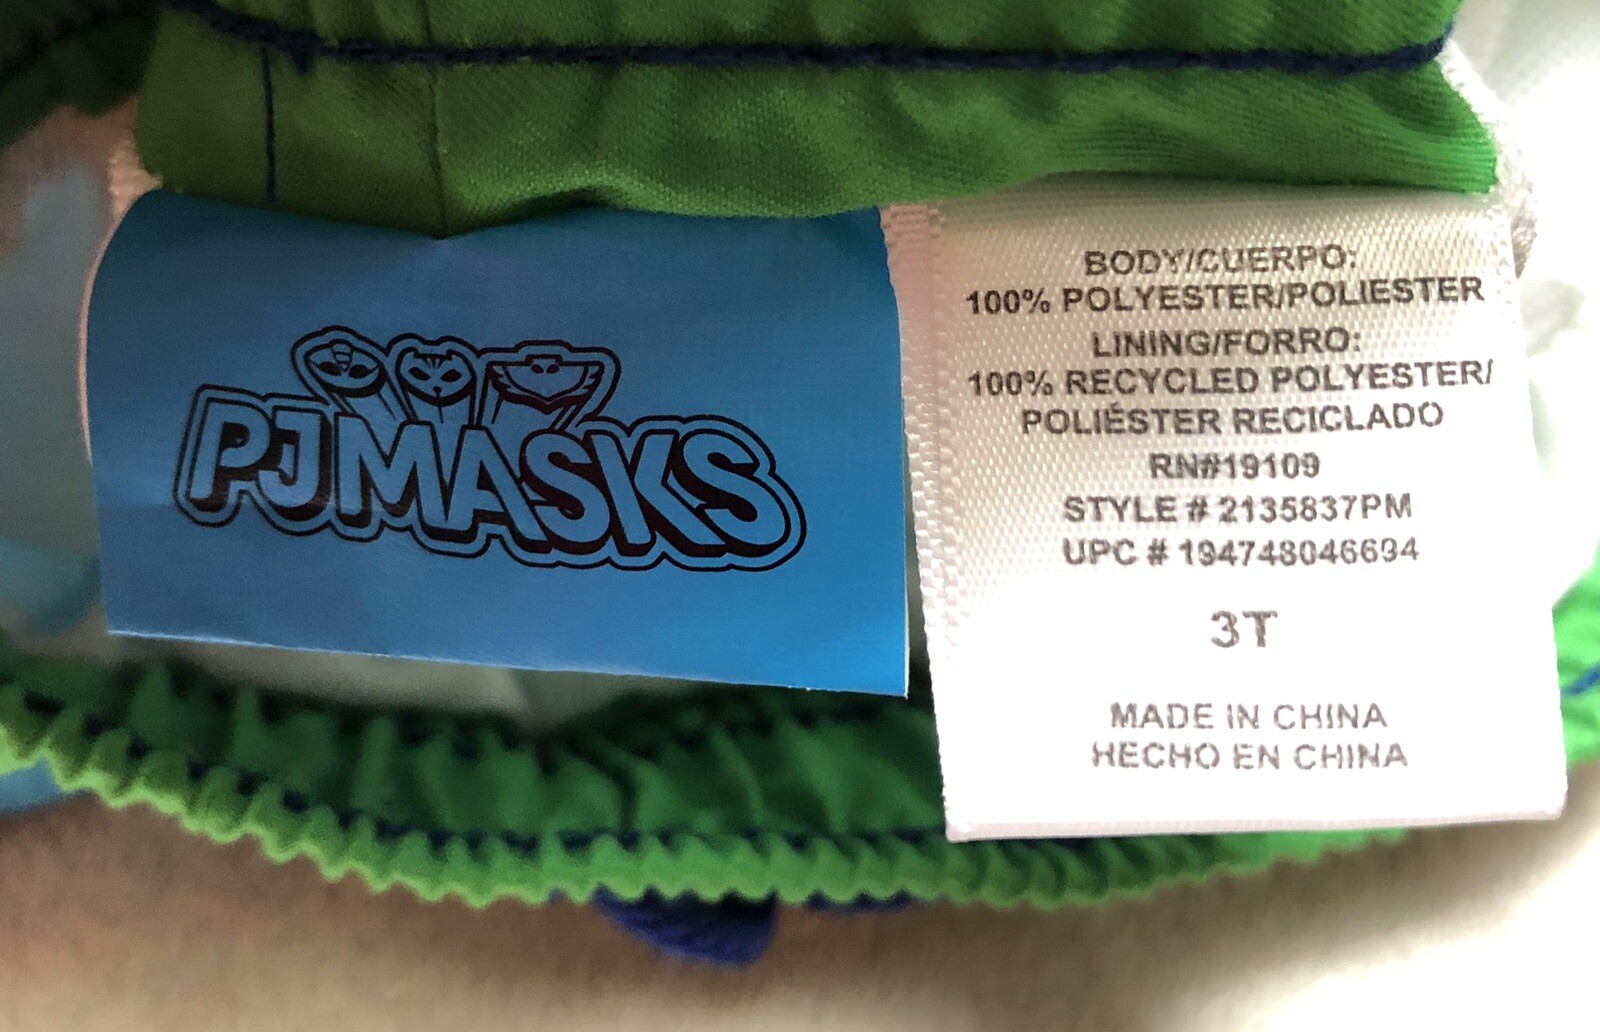 PJMASKS
BODY/CUERPO:
100% POLYESTER/POLIESTER
LINING/FORRO:
100% RECYCLED POLYESTER/
POLIÉSTER RECICLADO
RN#19109
STYLE # 2135837PM
UPC # 194748046694
3T
MADE IN CHINA
HECHO EN CHINA